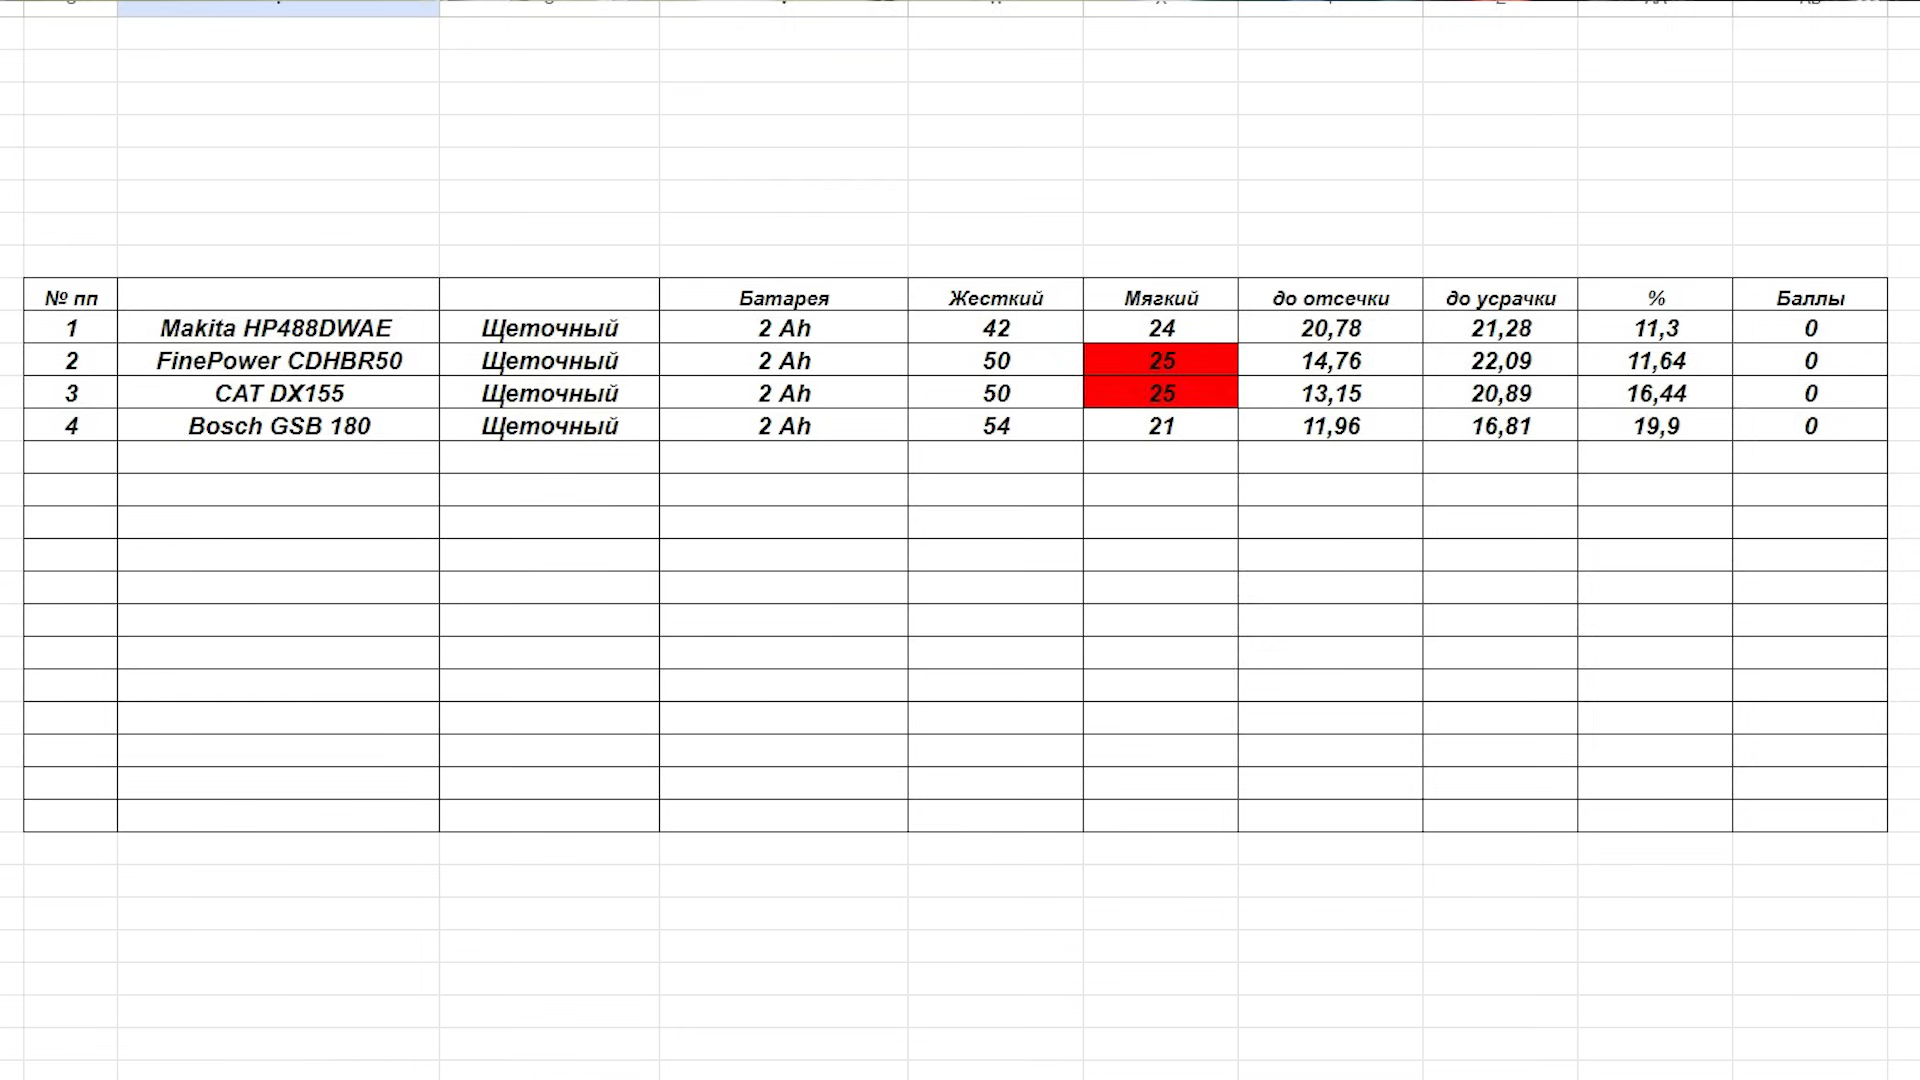 № пп Батарея Жесткий Мягкий до отсечки до усрачки % Баллы
1 Makita HP488DWAE Щеточный 2 Ah 42 24 20,78 21,28 11,3 0
2 FinePower CDHBR50 Щеточный 2 Ah 50 25 14,76 22,09 11,64 0
3 CAT DX155 Щеточный 2 Ah 50 25 13,15 20,89 16,44 0
4 Bosch GSB 180 Щеточный 2 Ah 54 21 11,96 16,81 19,9 0